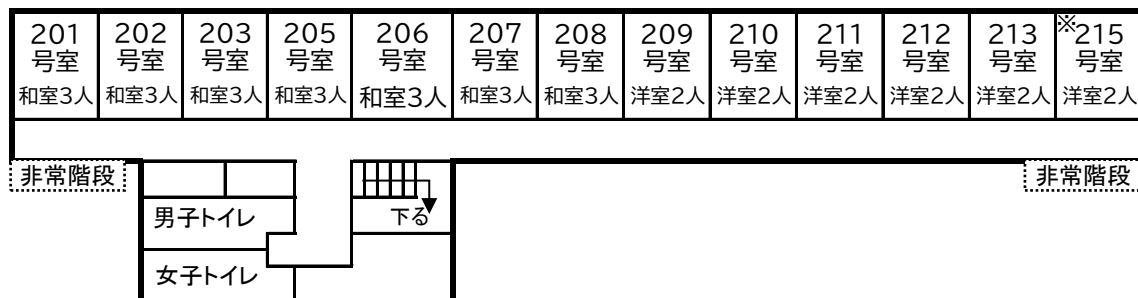 201
号室
和室3人
202
号室
和室3人
203
号室
和室3人
205
号室
和室3人
206
号室
和室3人
207
号室
和室3人
208
号室
和室3人
209
号室
洋室2人
210
号室
洋室2人
211
号室
洋室2人
212
号室
洋室2人
213
号室
洋室2人
※215
号室
洋室2人
非常階段
非常階段
男子トイレ
下る
女子トイレ